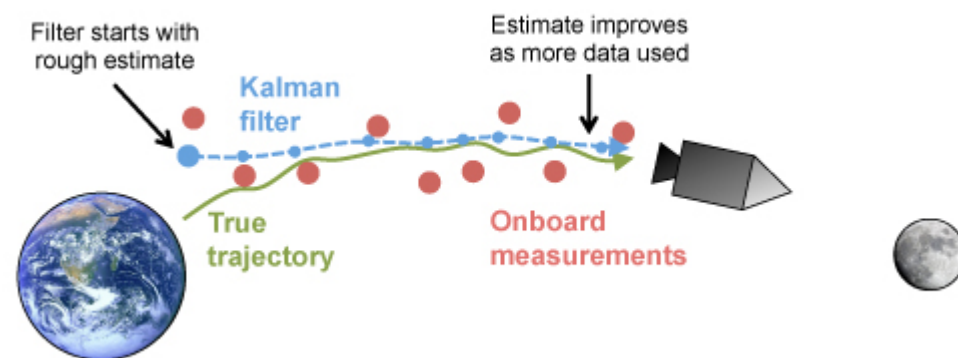 Filter starts with
rough estimate
Estimate improves
as more data used
Kalman
filter
True
trajectory
Onboard
measurements